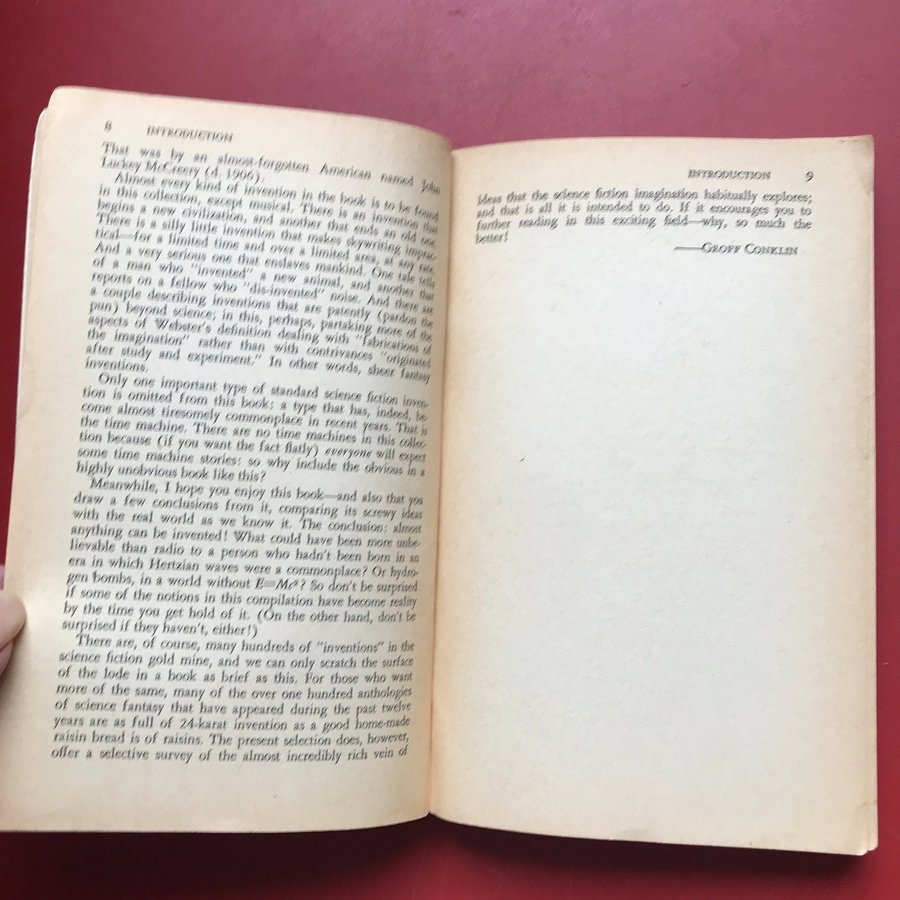 8 INTRODUCTION
That was by an almost-forgotten American named John
Luckey McCreery (d. 1906).
Almost every kind of invention in the book is to be found
in this collection, except musical. There is an invention that
begins a new civilization, and another that ends an old one.
There is a silly little invention that makes skywriting imprac-
tical—for a limited time and over a limited area, at any rate.
And a very serious one that enslaves mankind. One tale tells
of a man who "invented" a new animal, and another that
reports on a fellow who "dis-invented" noise. And there are
a couple describing inventions that are patently (pardon the
pun) beyond science; in this, perhaps, partaking more of the
aspects of Webster's definition dealing with "fabrications of
the imagination" rather than with contrivances "originated
after study and experiment." In other words, sheer fantasy
inventions.
Only one important type of standard science fiction inven-
tion is omitted from this book; a type that has, indeed, be-
come almost tiresomely commonplace in recent years. That is
the time machine. There are no time machines in this collec-
tion because (if you want the fact flatly) everyone will expect
some time machine stories: so why include the obvious in a
highly unobvious book like this?
Meanwhile, I hope you enjoy this book—and also that you
draw a few conclusions from it, comparing its screwy ideas
with the real world as we know it. The conclusion: almost
anything can be invented! What could have been more unbe-
lievable than radio to a person who hadn't been born in an
era in which Hertzian waves were a commonplace? Or hydro-
gen bombs, in a world without E=Mc²? So don't be surprised
if some of the notions in this compilation have become reality
by the time you get hold of it. (On the other hand, don't be
surprised if they haven't, either!)
There are, of course, many hundreds of "inventions" in the
science fiction gold mine, and we can only scratch the surface
of the lode in a book as brief as this. For those who want
more of the same, many of the over one hundred anthologies
of science fantasy that have appeared during the past twelve
years are as full of 24-karat invention as a good home-made
raisin bread is of raisins. The present selection does, however,
offer a selective survey of the almost incredibly rich vein of
INTRODUCTION 9
ideas that the science fiction imagination habitually explores;
and that is all it is intended to do. If it encourages you to
further reading in this exciting field—why, so much the
better!
—GROFF CONKLIN